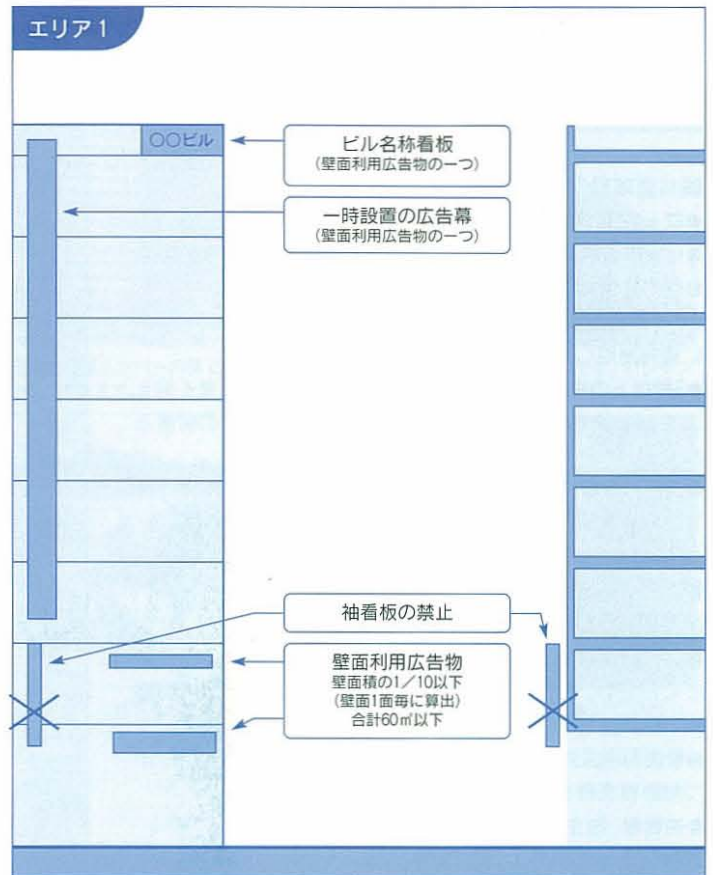 エリア1
○○ビル
ビル名称看板
(壁面利用広告物の一つ)
一時設置の広告幕
(壁面利用広告物の一つ)
袖看板の禁止
壁面利用広告物
壁面積の1/10以下
(壁面1面毎に算出)
合計60㎡以下